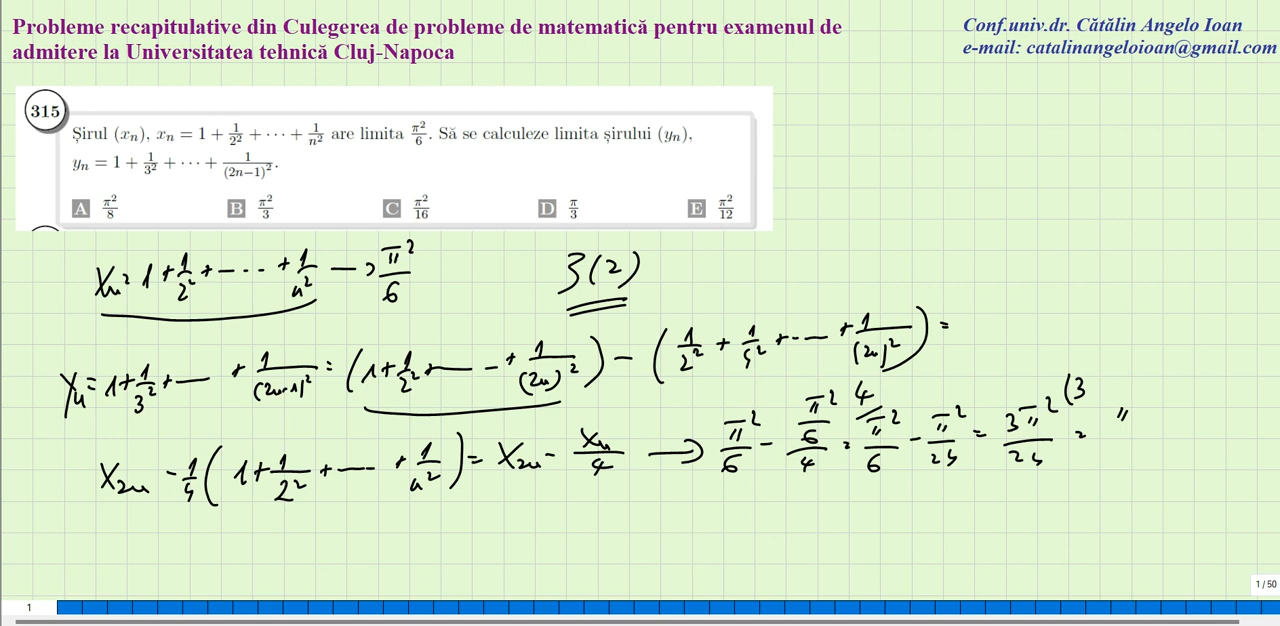 Probleme recapitulative din Culegerea de probleme de matematică pentru examenul de
admitere la Universitatea tehnică Cluj-Napoca
Conf.univ.dr. Cătălin Angelo Ioan
e-mail: catalinangeloioan@gmail.com
315
Șirul (xₙ), xₙ = 1 + 1/2² + ··· + 1/n² are limita π²/6. Să se calculeze limita șirului (yₙ),
yₙ = 1 + 1/3² + ··· + 1/(2n−1)².
A π²/8 B π²/3 C π²/16 D π/3 E π²/12
xₙ = 1 + 1/2² + --- + 1/n² → π²/6 ζ(2)
yₙ = 1 + 1/3² + --- + 1/(2n-1)² = (1 + 1/2² + --- + 1/(2n)²) − (1/2² + 1/4² + --- + 1/(2n)²) =
x₂ₙ − 1/4 (1 + 1/2² + --- + 1/n²) = x₂ₙ − xₙ/4 → π²/6 − π²/6/4 = 4/π²/6 − π²/24 = 3π²/24 (3 =
1
1 / 50